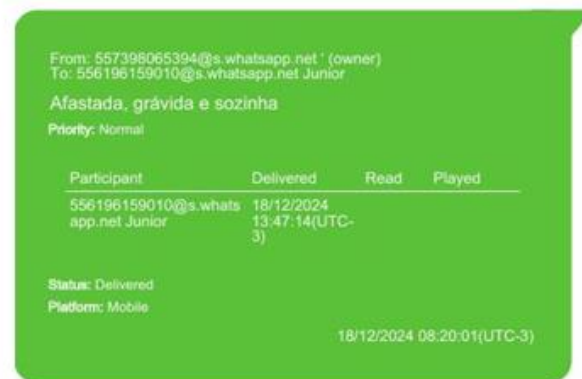 From: 557398065394@s.whatsapp.net ' (owner)
To: 556196159010@s.whatsapp.net Junior
Afastada, grávida e sozinha
Priority: Normal
Participant Delivered Read Played
556196159010@s.whats 18/12/2024
app.net Junior 13:47:14(UTC-
3)
Status: Delivered
Platform: Mobile
18/12/2024 08:20:01(UTC-3)